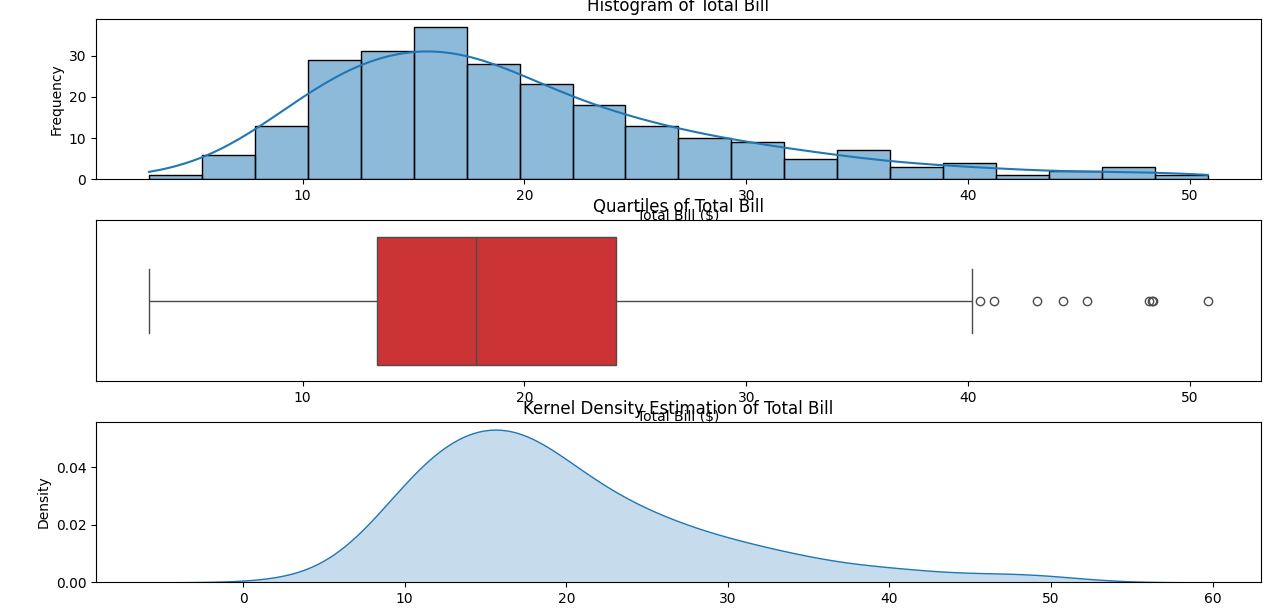 Histogram of Total Bill
30
20
10
0
Frequency
10 20 30 40 50
Total Bill ($)
Quartiles of Total Bill
10 20 30 40 50
Total Bill ($)
Kernel Density Estimation of Total Bill
0.04
0.02
0.00
Density
0 10 20 30 40 50 60